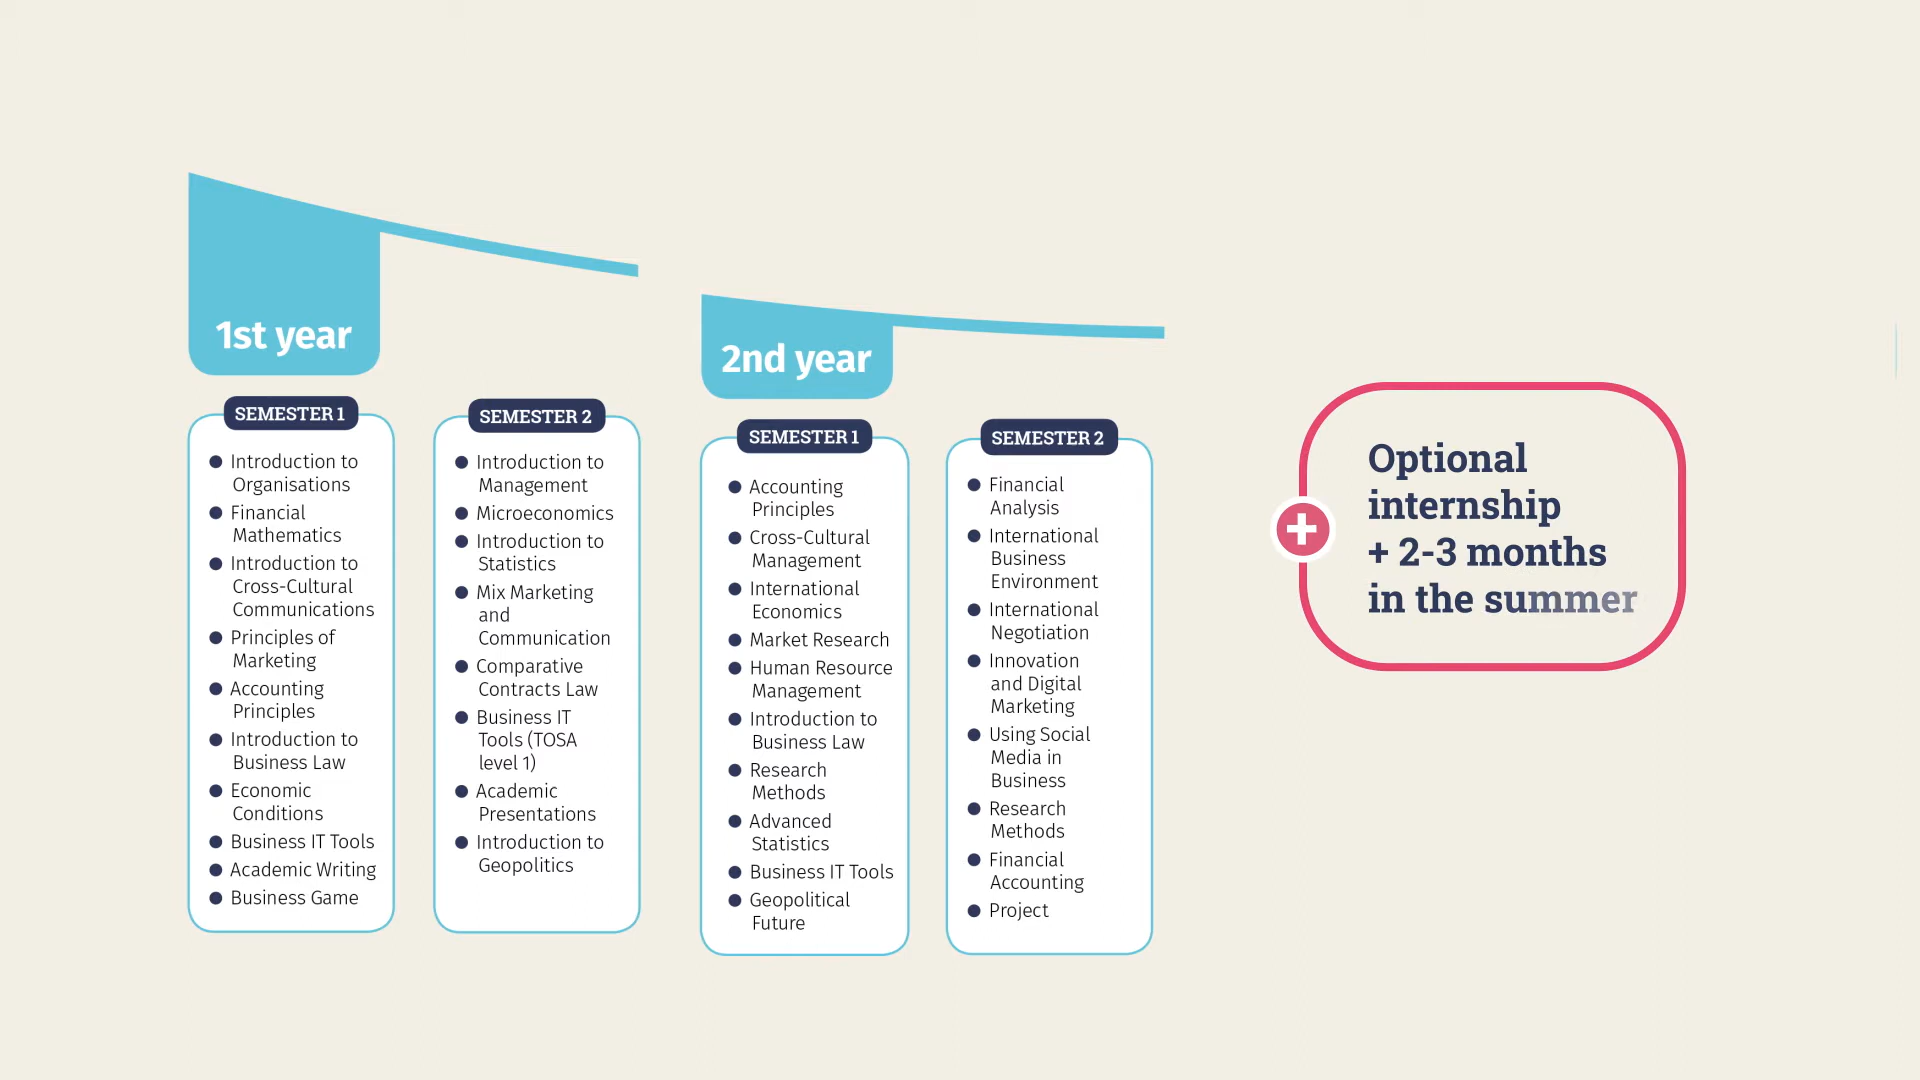 1st year
SEMESTER 1
Introduction to
Organisations
Financial
Mathematics
Introduction to
Cross-Cultural
Communications
Principles of
Marketing
Accounting
Principles
Introduction to
Business Law
Economic
Conditions
Business IT Tools
Academic Writing
Business Game
SEMESTER 2
Introduction to
Management
Microeconomics
Introduction to
Statistics
Mix Marketing
and
Communication
Comparative
Contracts Law
Business IT
Tools (TOSA
level 1)
Academic
Presentations
Introduction to
Geopolitics
2nd year
SEMESTER 1
Accounting
Principles
Cross-Cultural
Management
International
Economics
Market Research
Human Resource
Management
Introduction to
Business Law
Research
Methods
Advanced
Statistics
Business IT Tools
Geopolitical
Future
SEMESTER 2
Financial
Analysis
International
Business
Environment
International
Negotiation
Innovation
and Digital
Marketing
Using Social
Media in
Business
Research
Methods
Financial
Accounting
Project
Optional
internship
+ 2-3 months
in the summer